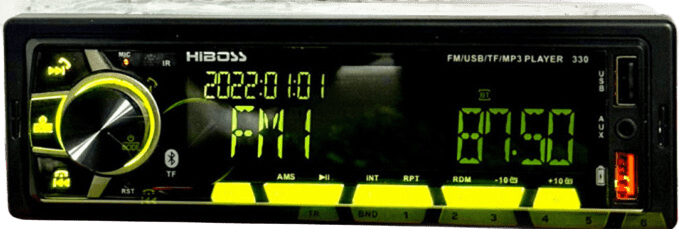 HiBOSS
FM/USB/TF/MP3 PLAYER 330
MIC
IR
USB
2022:01:01
BT
FM1
87.50
AUX
MODE
TF
RST
AMS
INT RPT
RDM -10 +10
BND 1 2 3 4 5 6